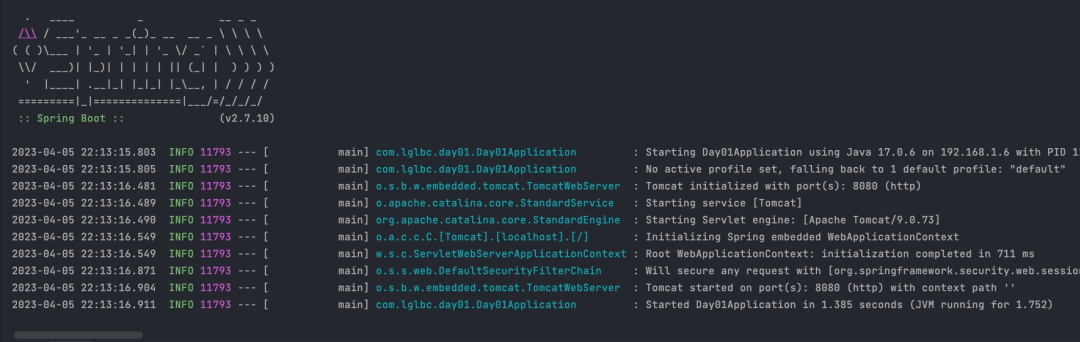 .   ____          _            __ _ _
 /\\ / ___'_ __ _ _(_)_ __  __ _ \ \ \ \
( ( )\___ | '_ | '_| | '_ \/ _` | \ \ \ \
 \\/  ___)| |_)| | | | | || (_| |  ) ) ) )
  '  |____| .__|_| |_|_| |_\__, | / / / /
 =========|_|==============|___/=/_/_/_/
 :: Spring Boot ::               (v2.7.10)
2023-04-05 22:13:15.803  INFO 11793 --- [           main] com.lglbc.day01.Day01Application         : Starting Day01Application using Java 17.0.6 on 192.168.1.6 with PID 1
2023-04-05 22:13:15.805  INFO 11793 --- [           main] com.lglbc.day01.Day01Application         : No active profile set, falling back to 1 default profile: "default"
2023-04-05 22:13:16.481  INFO 11793 --- [           main] o.s.b.w.embedded.tomcat.TomcatWebServer  : Tomcat initialized with port(s): 8080 (http)
2023-04-05 22:13:16.489  INFO 11793 --- [           main] o.apache.catalina.core.StandardService   : Starting service [Tomcat]
2023-04-05 22:13:16.490  INFO 11793 --- [           main] org.apache.catalina.core.StandardEngine  : Starting Servlet engine: [Apache Tomcat/9.0.73]
2023-04-05 22:13:16.549  INFO 11793 --- [           main] o.a.c.c.C.[Tomcat].[localhost].[/]       : Initializing Spring embedded WebApplicationContext
2023-04-05 22:13:16.549  INFO 11793 --- [           main] w.s.c.ServletWebServerApplicationContext : Root WebApplicationContext: initialization completed in 711 ms
2023-04-05 22:13:16.871  INFO 11793 --- [           main] o.s.s.web.DefaultSecurityFilterChain     : Will secure any request with [org.springframework.security.web.session
2023-04-05 22:13:16.904  INFO 11793 --- [           main] o.s.b.w.embedded.tomcat.TomcatWebServer  : Tomcat started on port(s): 8080 (http) with context path ''
2023-04-05 22:13:16.911  INFO 11793 --- [           main] com.lglbc.day01.Day01Application         : Started Day01Application in 1.385 seconds (JVM running for 1.752)